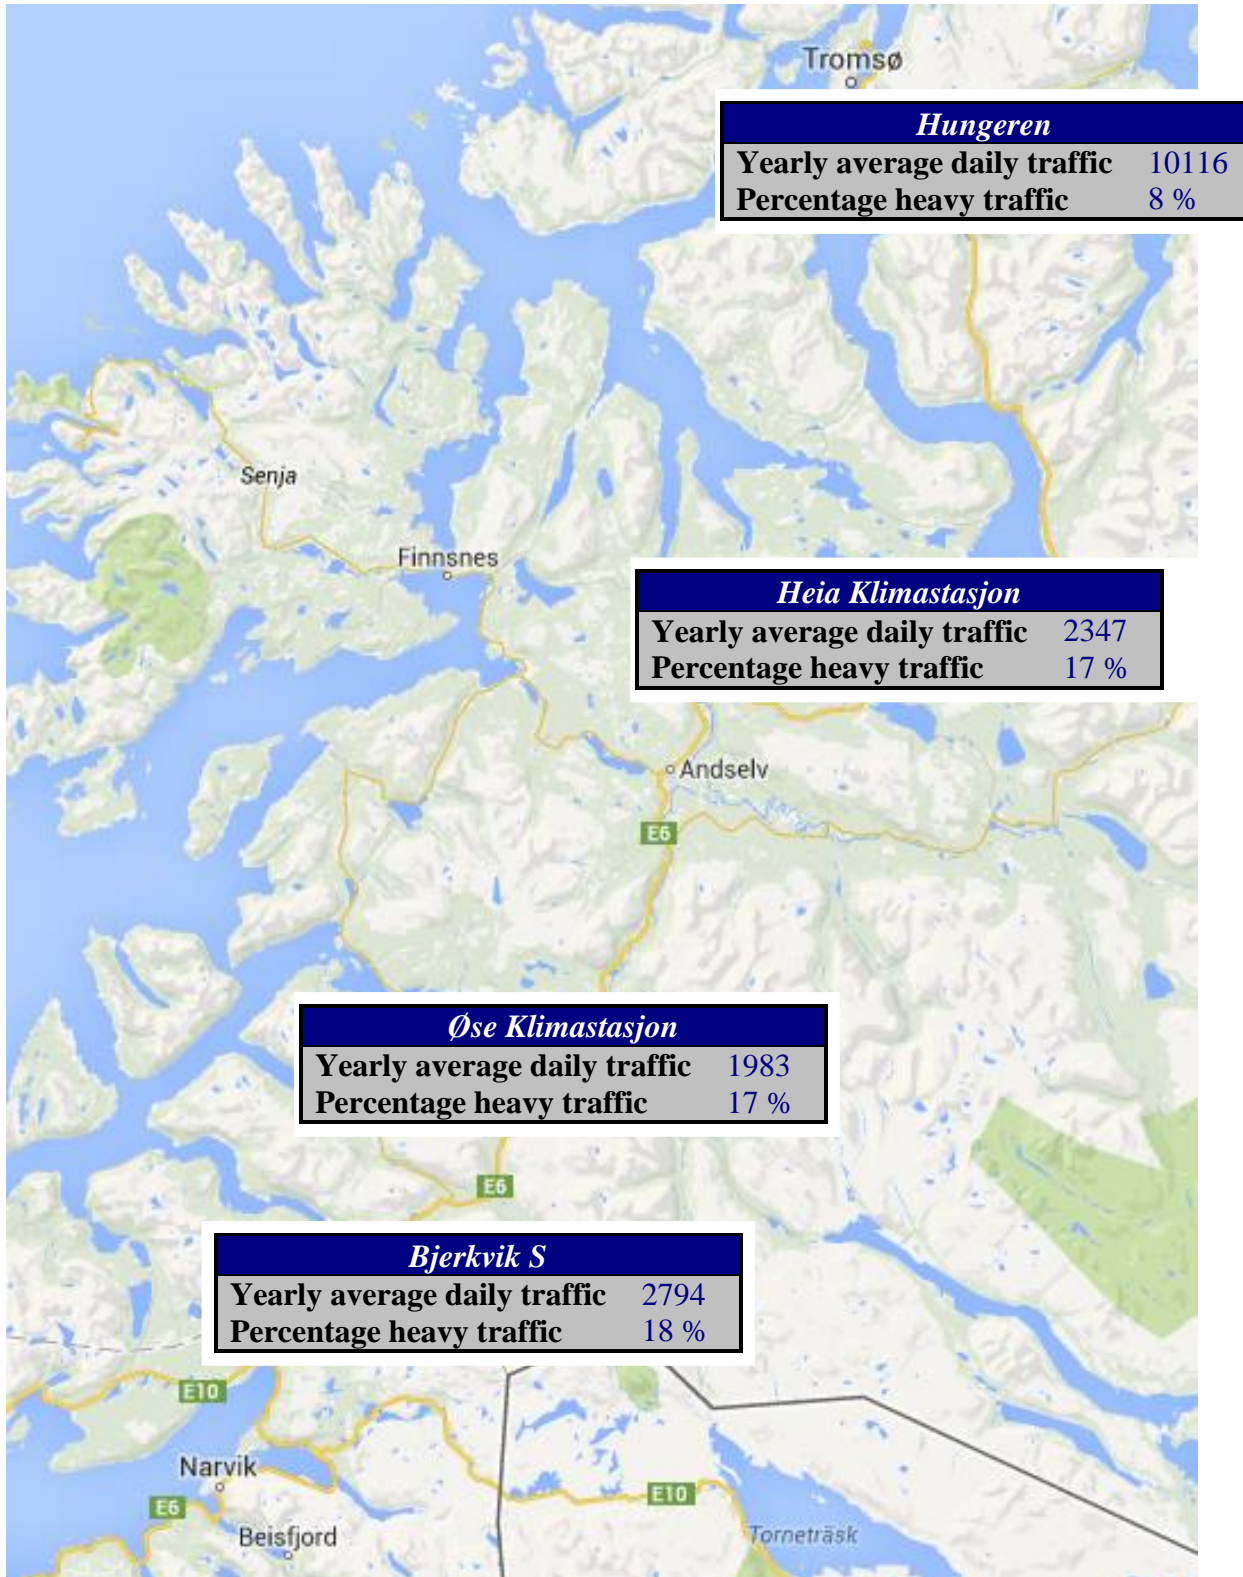 Tromsø
Hungeren
Yearly average daily traffic 10116
Percentage heavy traffic 8 %
Senja
Finnsnes
Heia Klimastasjon
Yearly average daily traffic 2347
Percentage heavy traffic 17 %
Andselv
E6
Øse Klimastasjon
Yearly average daily traffic 1983
Percentage heavy traffic 17 %
E6
Bjerkvik S
Yearly average daily traffic 2794
Percentage heavy traffic 18 %
E10
Narvik
E10
E6
Beisfjord
Torneträsk